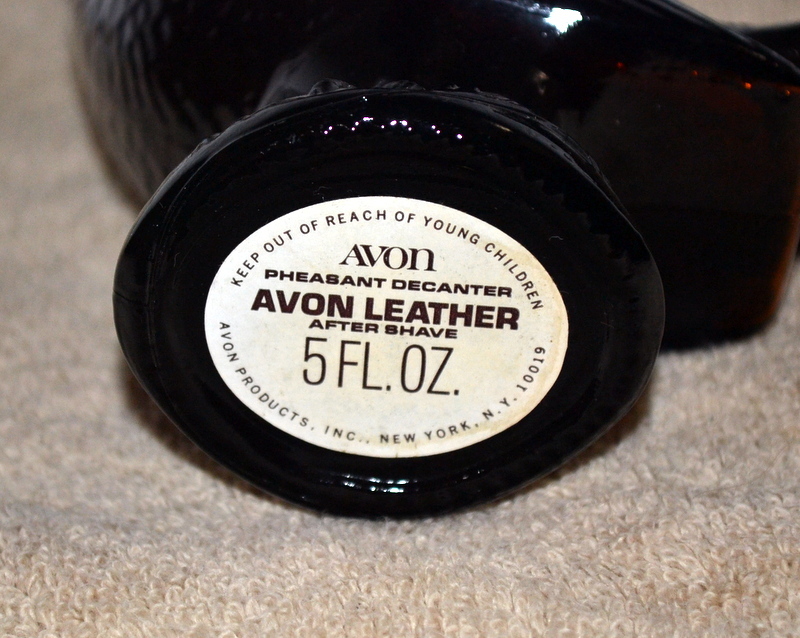 KEEP OUT OF REACH OF YOUNG CHILDREN
AVON
PHEASANT DECANTER
AVON LEATHER
AFTER SHAVE
5 FL. OZ.
AVON PRODUCTS, INC., NEW YORK, N.Y. 10019